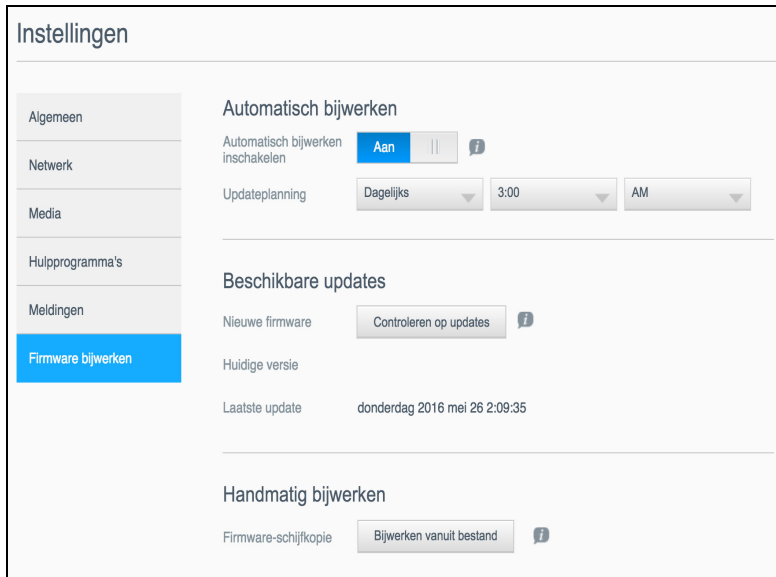 Instellingen
Algemeen
Netwerk
Media
Hulpprogramma's
Meldingen
Firmware bijwerken
Automatisch bijwerken
Automatisch bijwerken
inschakelen
Aan
Updateplanning
Dagelijks
3:00
AM
Beschikbare updates
Nieuwe firmware
Controleren op updates
Huidige versie
Laatste update
donderdag 2016 mei 26 2:09:35
Handmatig bijwerken
Firmware-schijfkopie
Bijwerken vanuit bestand